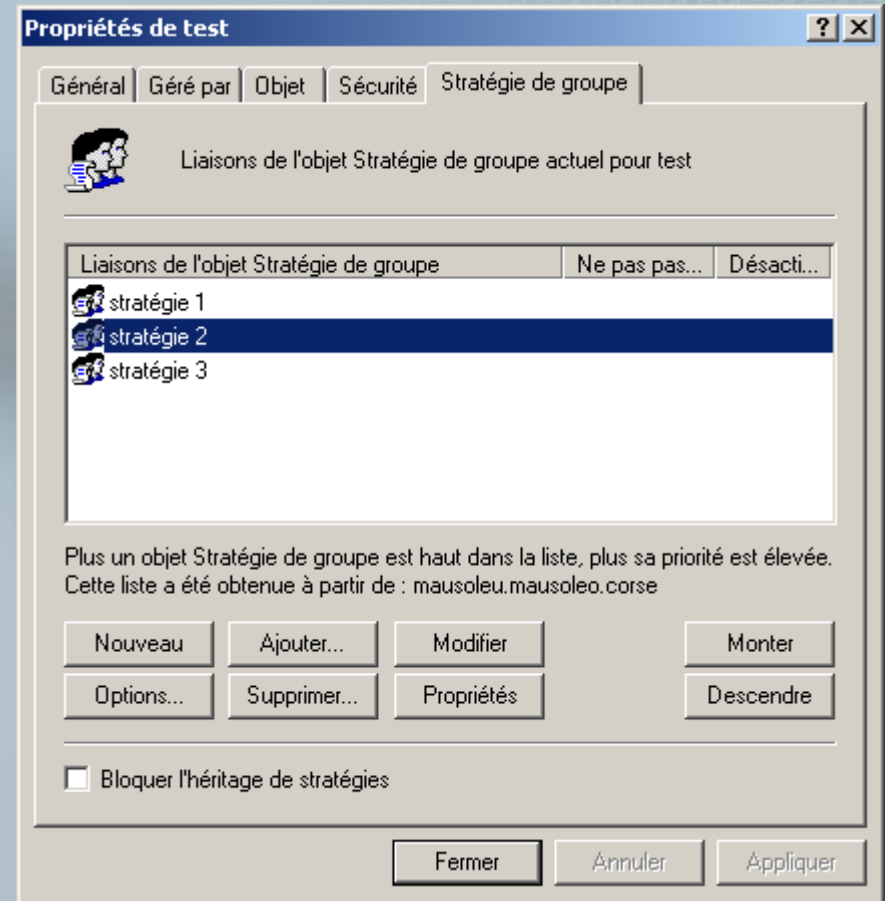 Propriétés de test
Général Géré par Objet Sécurité Stratégie de groupe
Liaisons de l'objet Stratégie de groupe actuel pour test
Liaisons de l'objet Stratégie de groupe Ne pas pas... Désacti...
stratégie 1
stratégie 2
stratégie 3
Plus un objet Stratégie de groupe est haut dans la liste, plus sa priorité est élevée.
Cette liste a été obtenue à partir de : mausoleu.mausoleo.corse
Nouveau Ajouter... Modifier Monter
Options... Supprimer... Propriétés Descendre
Bloquer l'héritage de stratégies
Fermer Annuler Appliquer